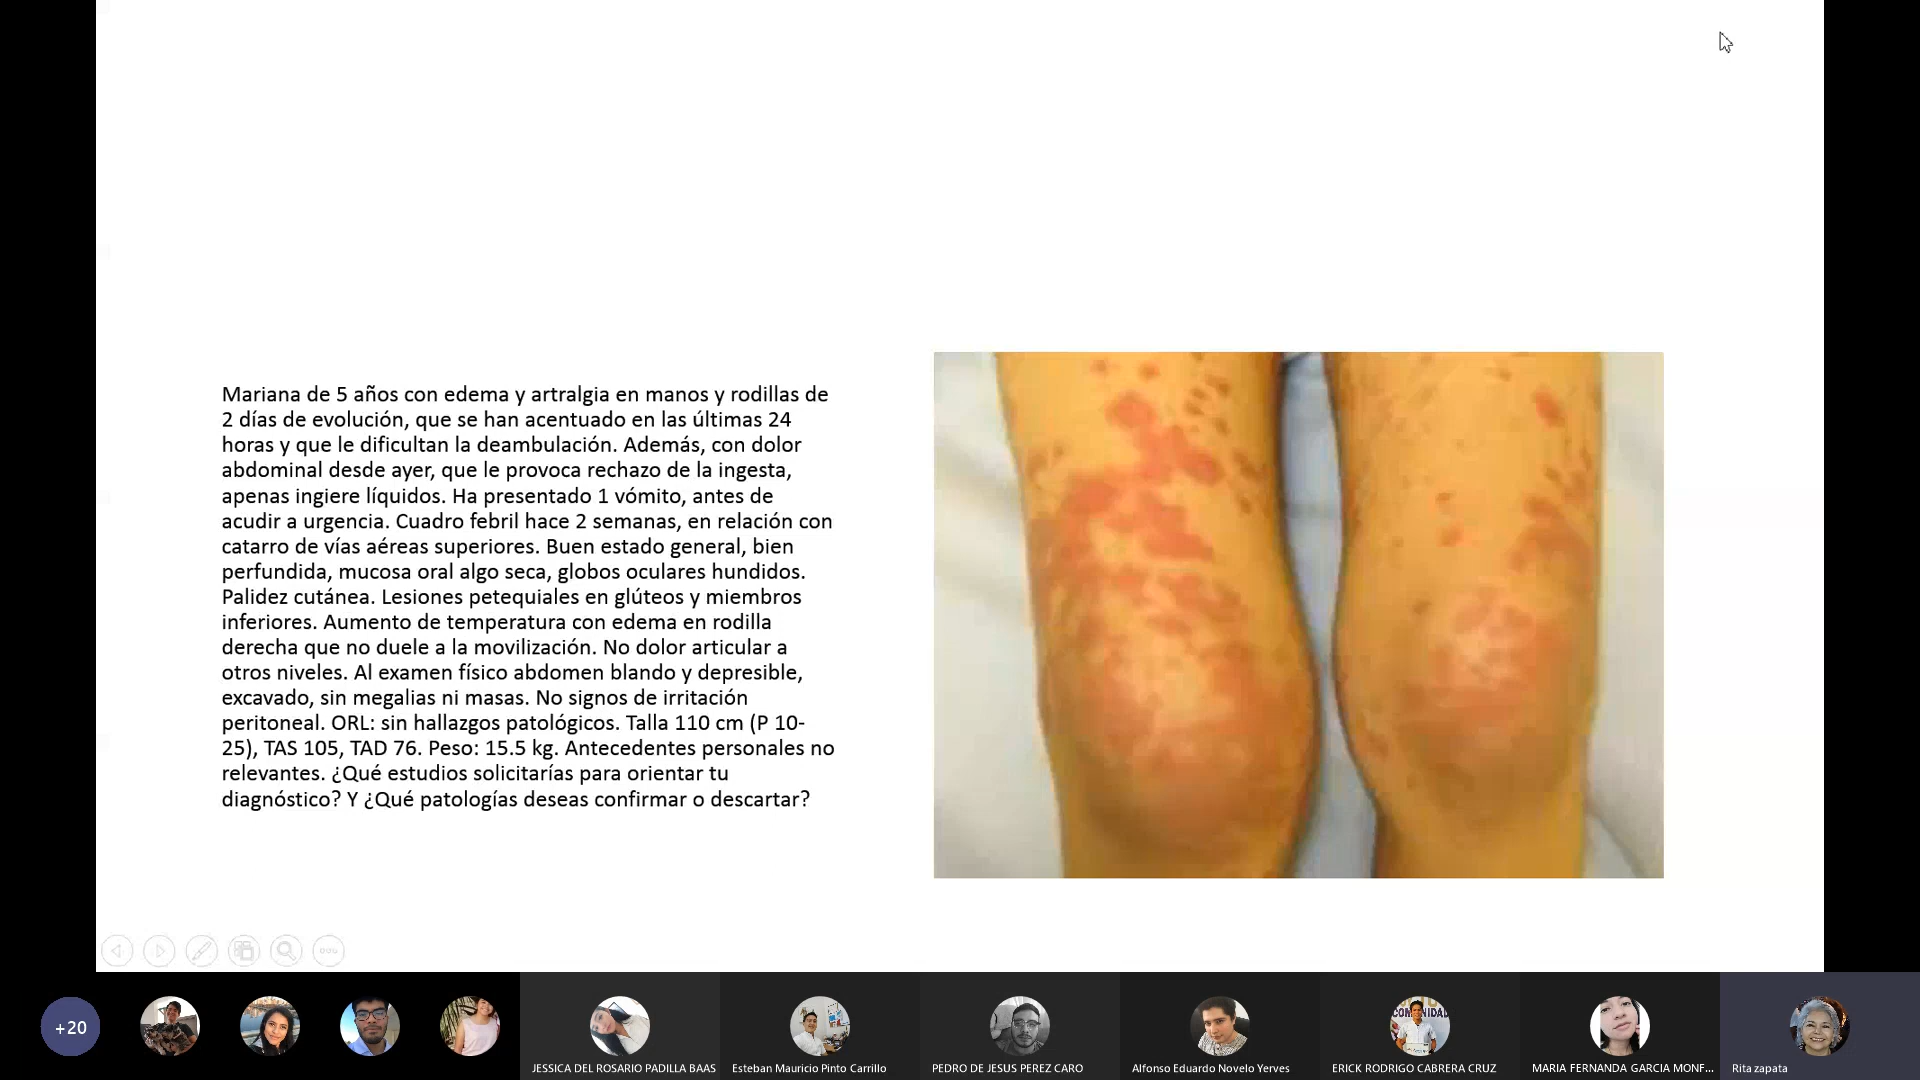 Mariana de 5 años con edema y artralgia en manos y rodillas de
2 días de evolución, que se han acentuado en las últimas 24
horas y que le dificultan la deambulación. Además, con dolor
abdominal desde ayer, que le provoca rechazo de la ingesta,
apenas ingiere líquidos. Ha presentado 1 vómito, antes de
acudir a urgencia. Cuadro febril hace 2 semanas, en relación con
catarro de vías aéreas superiores. Buen estado general, bien
perfundida, mucosa oral algo seca, globos oculares hundidos.
Palidez cutánea. Lesiones petequiales en glúteos y miembros
inferiores. Aumento de temperatura con edema en rodilla
derecha que no duele a la movilización. No dolor articular a
otros niveles. Al examen físico abdomen blando y depresible,
excavado, sin megalias ni masas. No signos de irritación
peritoneal. ORL: sin hallazgos patológicos. Talla 110 cm (P 10-
25), TAS 105, TAD 76. Peso: 15.5 kg. Antecedentes personales no
relevantes. ¿Qué estudios solicitarías para orientar tu
diagnóstico? Y ¿Qué patologías deseas confirmar o descartar?
+20
JESSICA DEL ROSARIO PADILLA BAAS
Esteban Mauricio Pinto Carrillo
PEDRO DE JESUS PEREZ CARO
Alfonso Eduardo Novelo Yerves
ERICK RODRIGO CABRERA CRUZ
MARIA FERNANDA GARCIA MONF...
Rita zapata